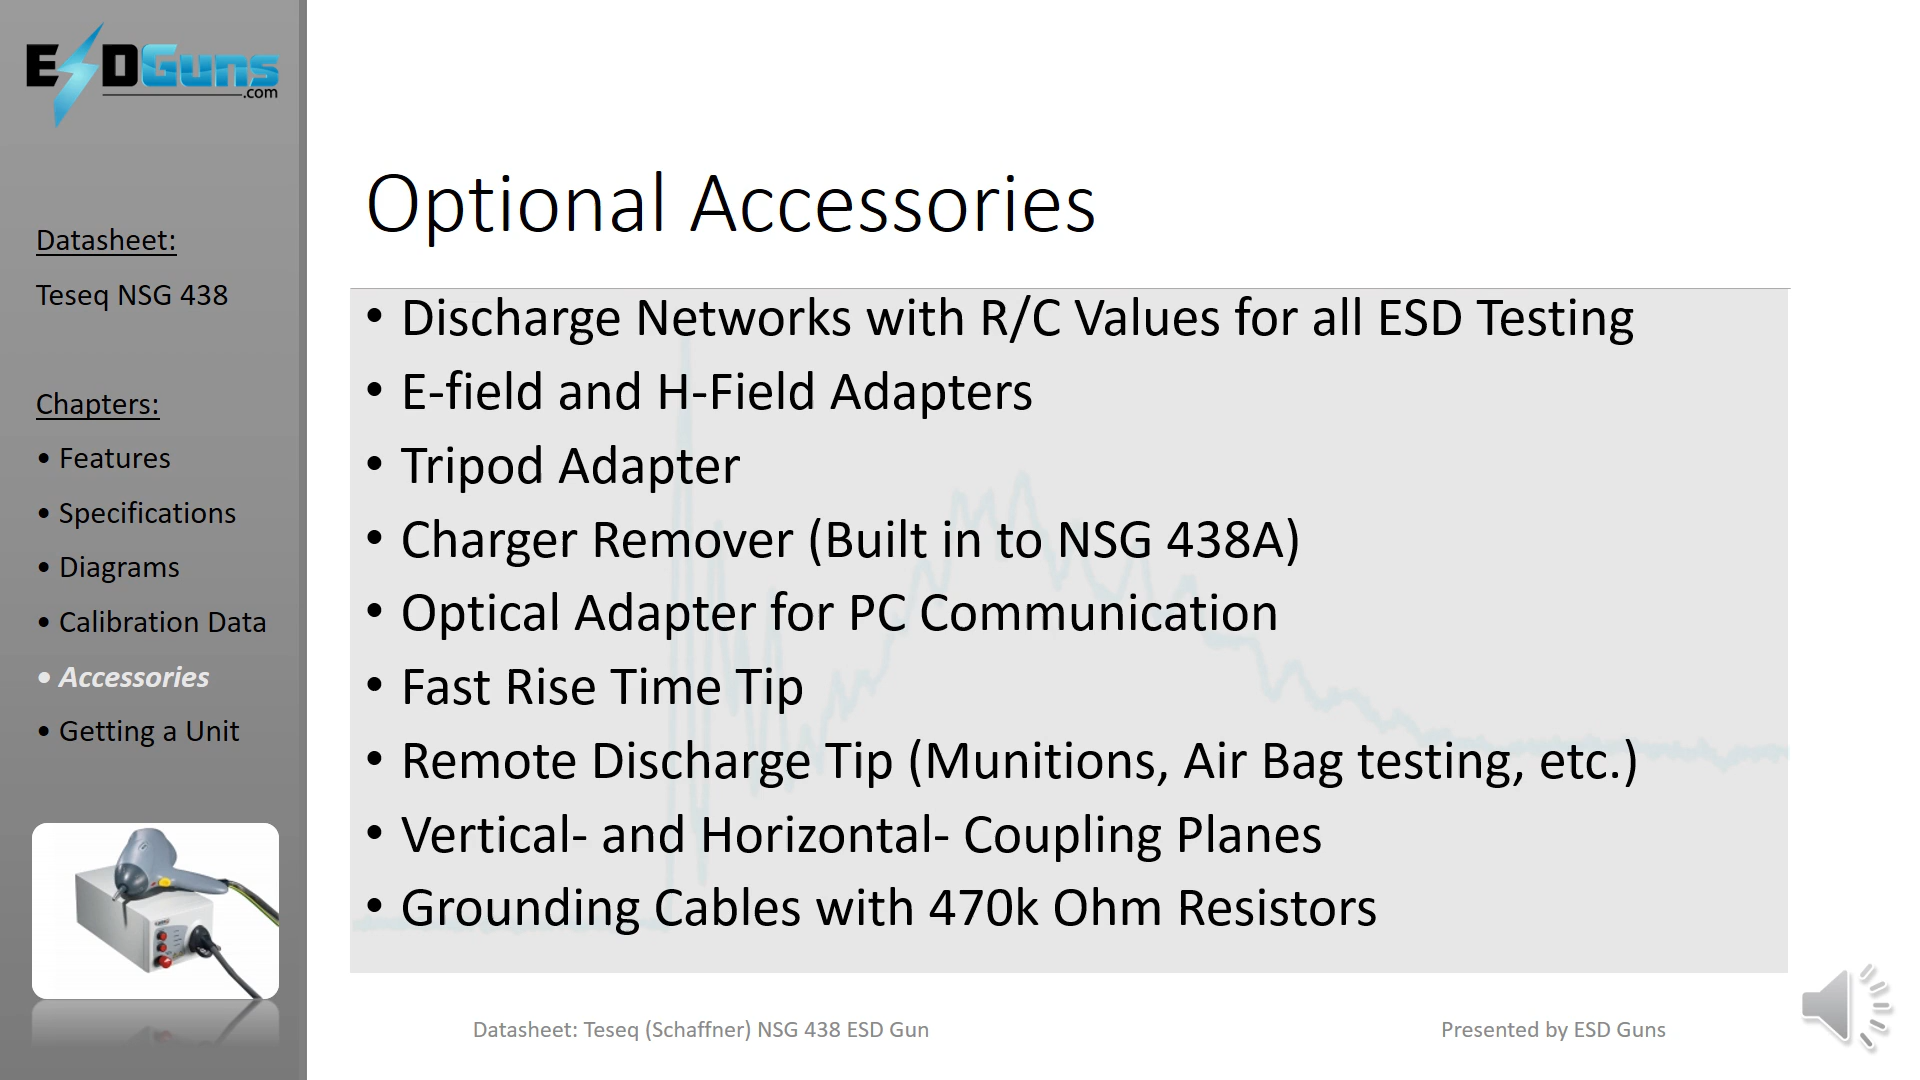 ESDGuns
.com
Datasheet:
Teseq NSG 438
Chapters:
• Features
• Specifications
• Diagrams
• Calibration Data
• Accessories
• Getting a Unit
Optional Accessories
• Discharge Networks with R/C Values for all ESD Testing
• E-field and H-Field Adapters
• Tripod Adapter
• Charger Remover (Built in to NSG 438A)
• Optical Adapter for PC Communication
• Fast Rise Time Tip
• Remote Discharge Tip (Munitions, Air Bag testing, etc.)
• Vertical- and Horizontal- Coupling Planes
• Grounding Cables with 470k Ohm Resistors
Datasheet: Teseq (Schaffner) NSG 438 ESD Gun
Presented by ESD Guns